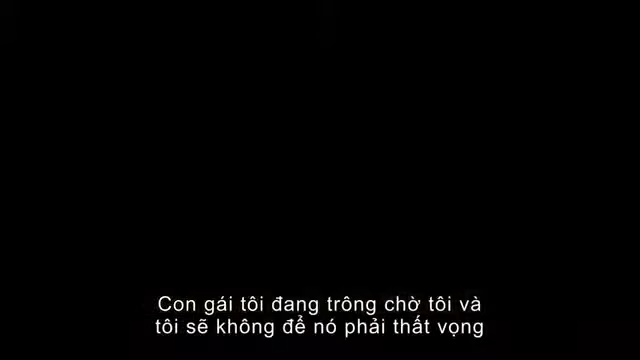 Con gái tôi đang trông chờ tôi và
tôi sẽ không để nó phải thất vọng